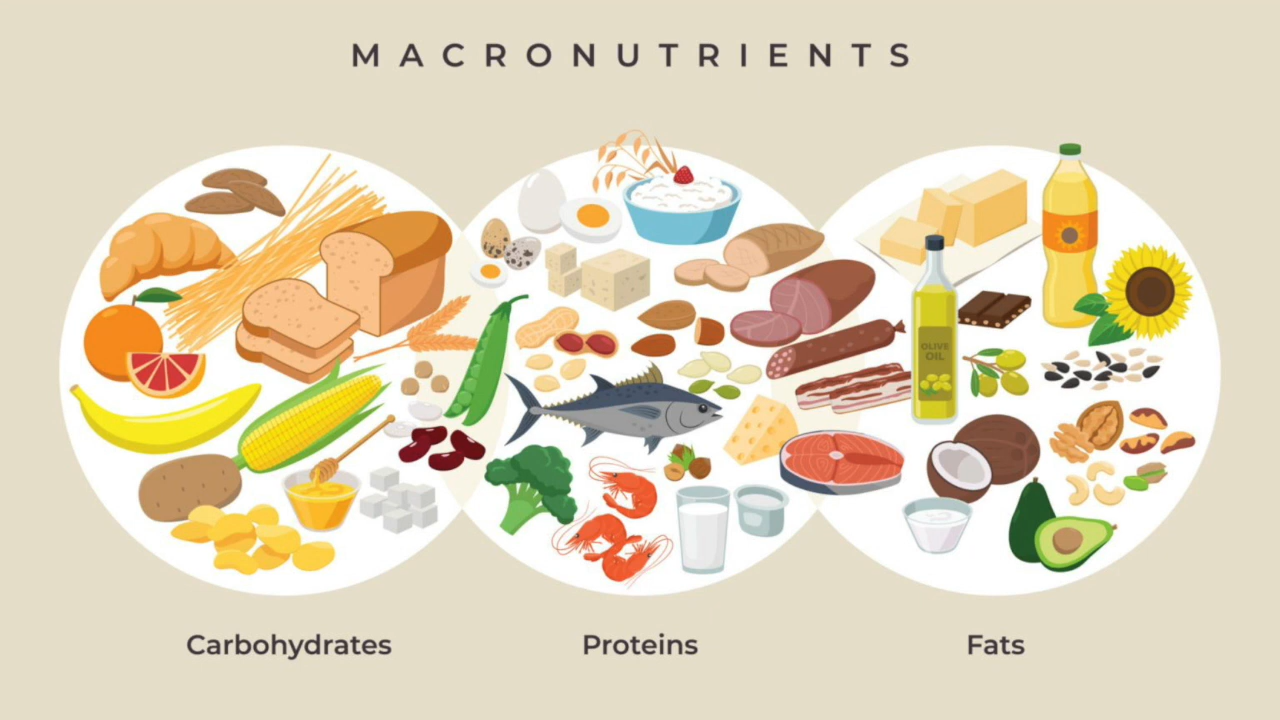 MACRONUTRIENTS
OLIVE
OIL
Carbohydrates
Proteins
Fats